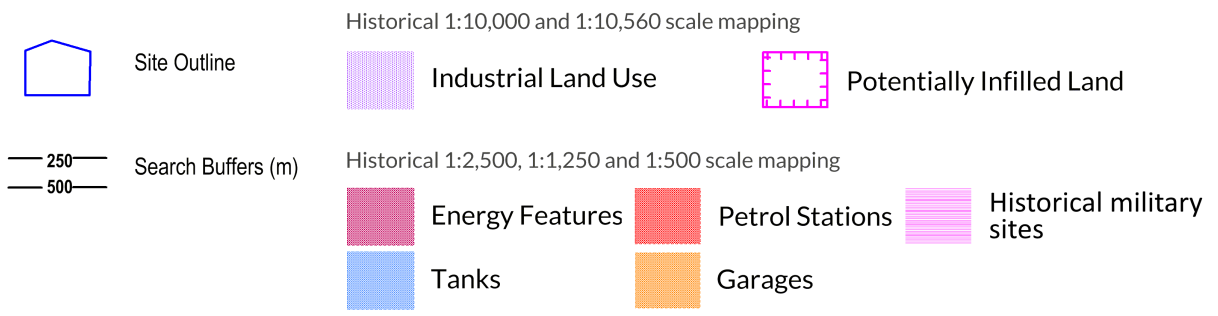 Historical 1:10,000 and 1:10,560 scale mapping
Site Outline
Industrial Land Use
Potentially Infilled Land
250
500
Search Buffers (m)
Historical 1:2,500, 1:1,250 and 1:500 scale mapping
Energy Features
Petrol Stations
Historical military
sites
Tanks
Garages